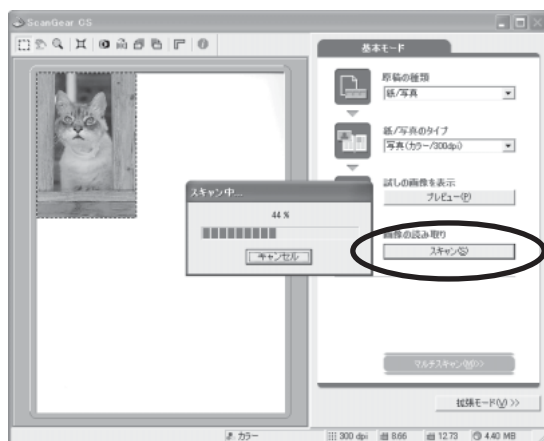 ScanGear CS
基本モード
原稿の種類
紙/写真
紙/写真のタイプ
写真(カラー/300dpi)
試しの画像を表示
プレビュー(P)
画像の読み取り
スキャン(S)
スキャン中...
44 %
キャンセル
マルチスキャン(M)>>
拡張モード(V) >>
カラー
300 dpi
8.66
12.73
4.40 MB